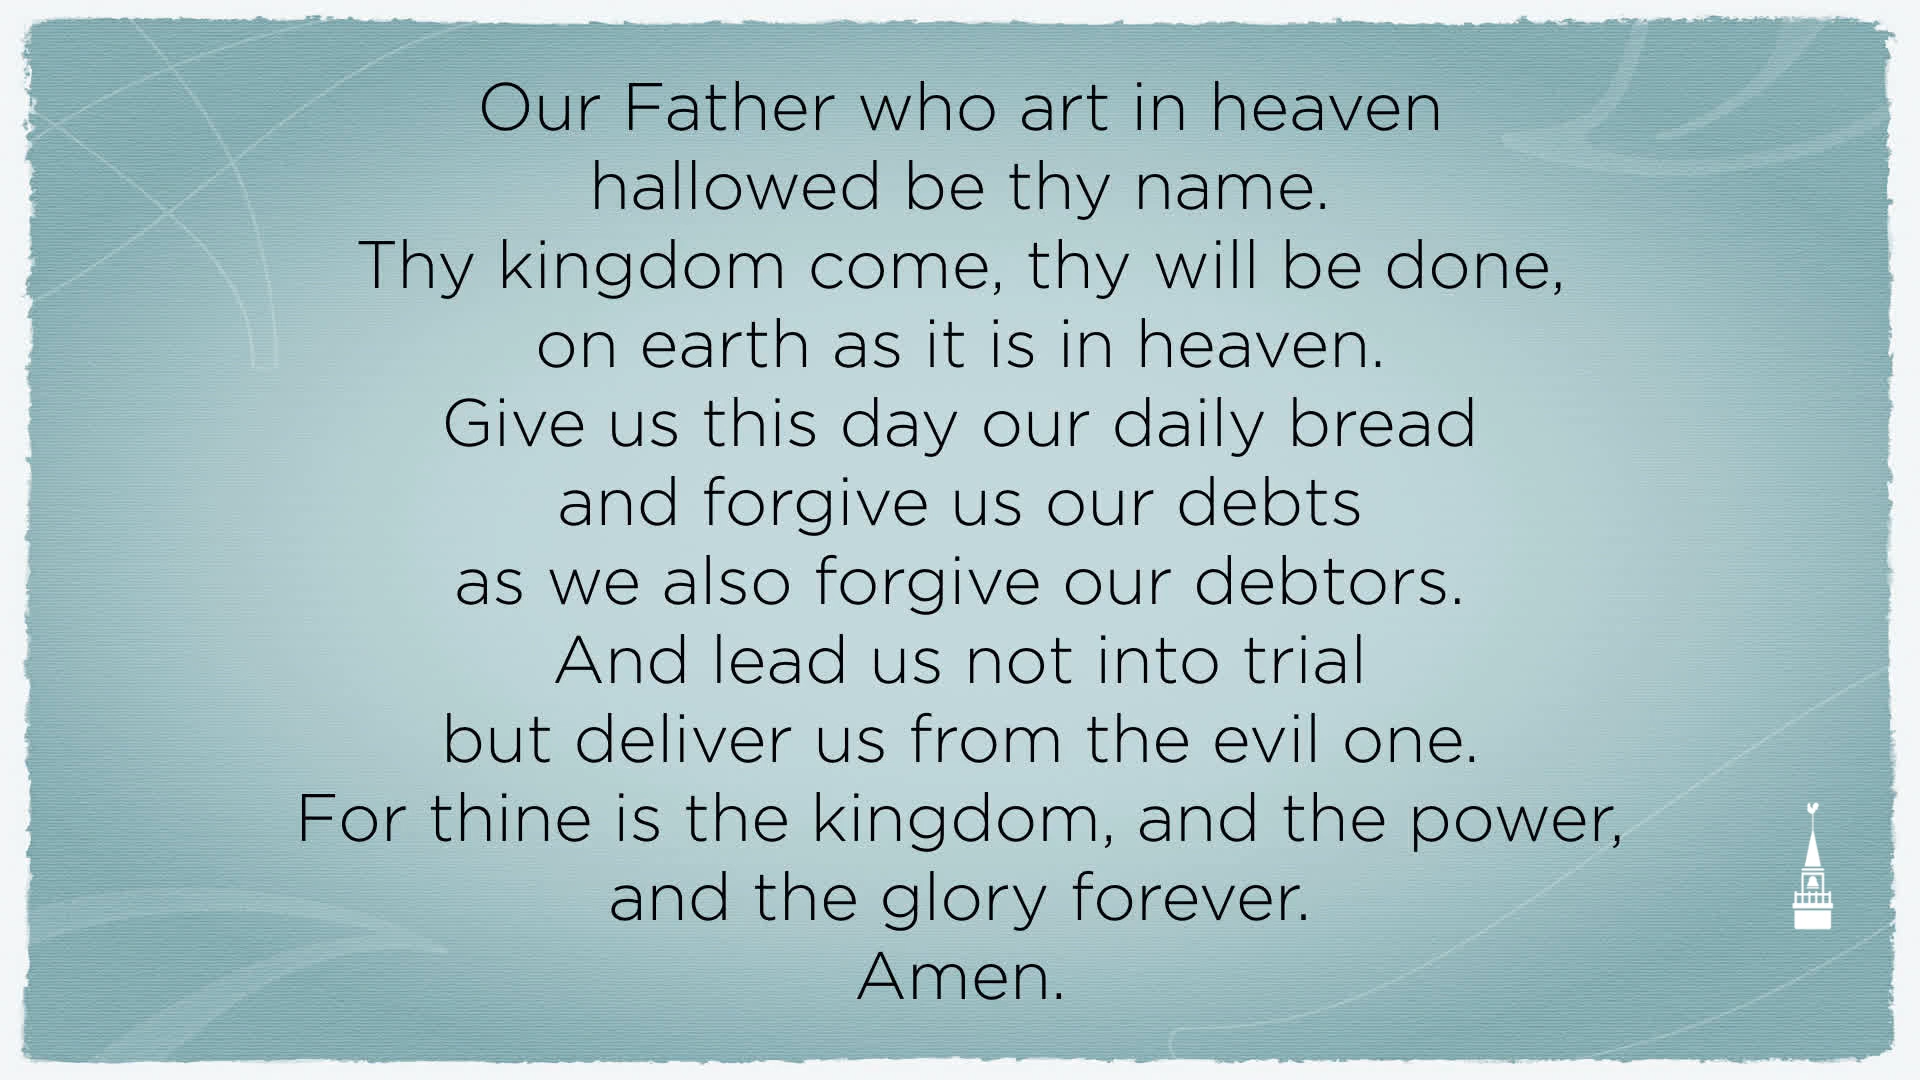 Our Father who art in heaven
hallowed be thy name.
Thy kingdom come, thy will be done,
on earth as it is in heaven.
Give us this day our daily bread
and forgive us our debts
as we also forgive our debtors.
And lead us not into trial
but deliver us from the evil one.
For thine is the kingdom, and the power,
and the glory forever.
Amen.